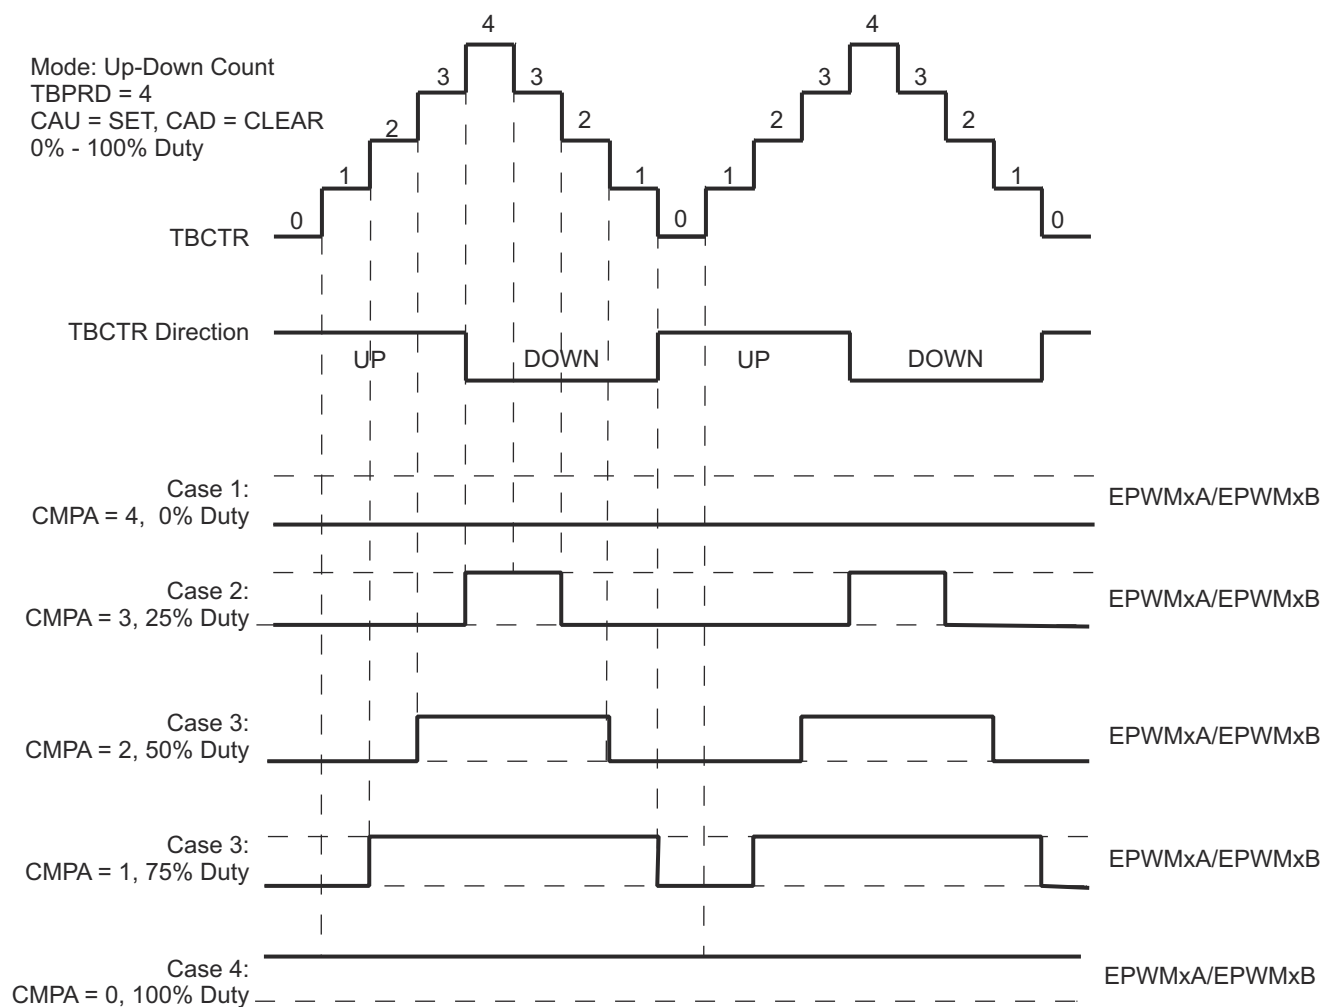 Mode: Up-Down Count
TBPRD = 4
CAU = SET, CAD = CLEAR
0% - 100% Duty
4
4
3
3
3
3
2
2
2
2
1
1
1
1
0
0
0
TBCTR
TBCTR Direction
UP
DOWN
UP
DOWN
Case 1:
CMPA = 4, 0% Duty
EPWMxA/EPWMxB
Case 2:
CMPA = 3, 25% Duty
EPWMxA/EPWMxB
Case 3:
CMPA = 2, 50% Duty
EPWMxA/EPWMxB
Case 3:
CMPA = 1, 75% Duty
EPWMxA/EPWMxB
Case 4:
CMPA = 0, 100% Duty
EPWMxA/EPWMxB